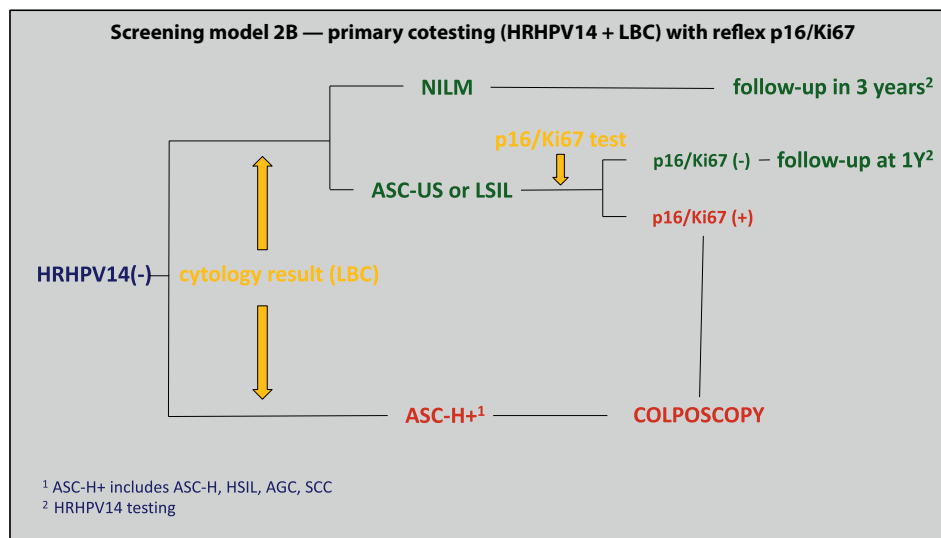 Screening model 2B — primary cotesting (HRHPV14 + LBC) with reflex p16/Ki67
NILM
follow-up in 3 years²
p16/Ki67 test
p16/Ki67 (-)
follow-up at 1Y²
ASC-US or LSIL
p16/Ki67 (+)
HRHPV14(-)
cytology result (LBC)
ASC-H+¹
COLPOSCOPY
¹ ASC-H+ includes ASC-H, HSIL, AGC, SCC
² HRHPV14 testing